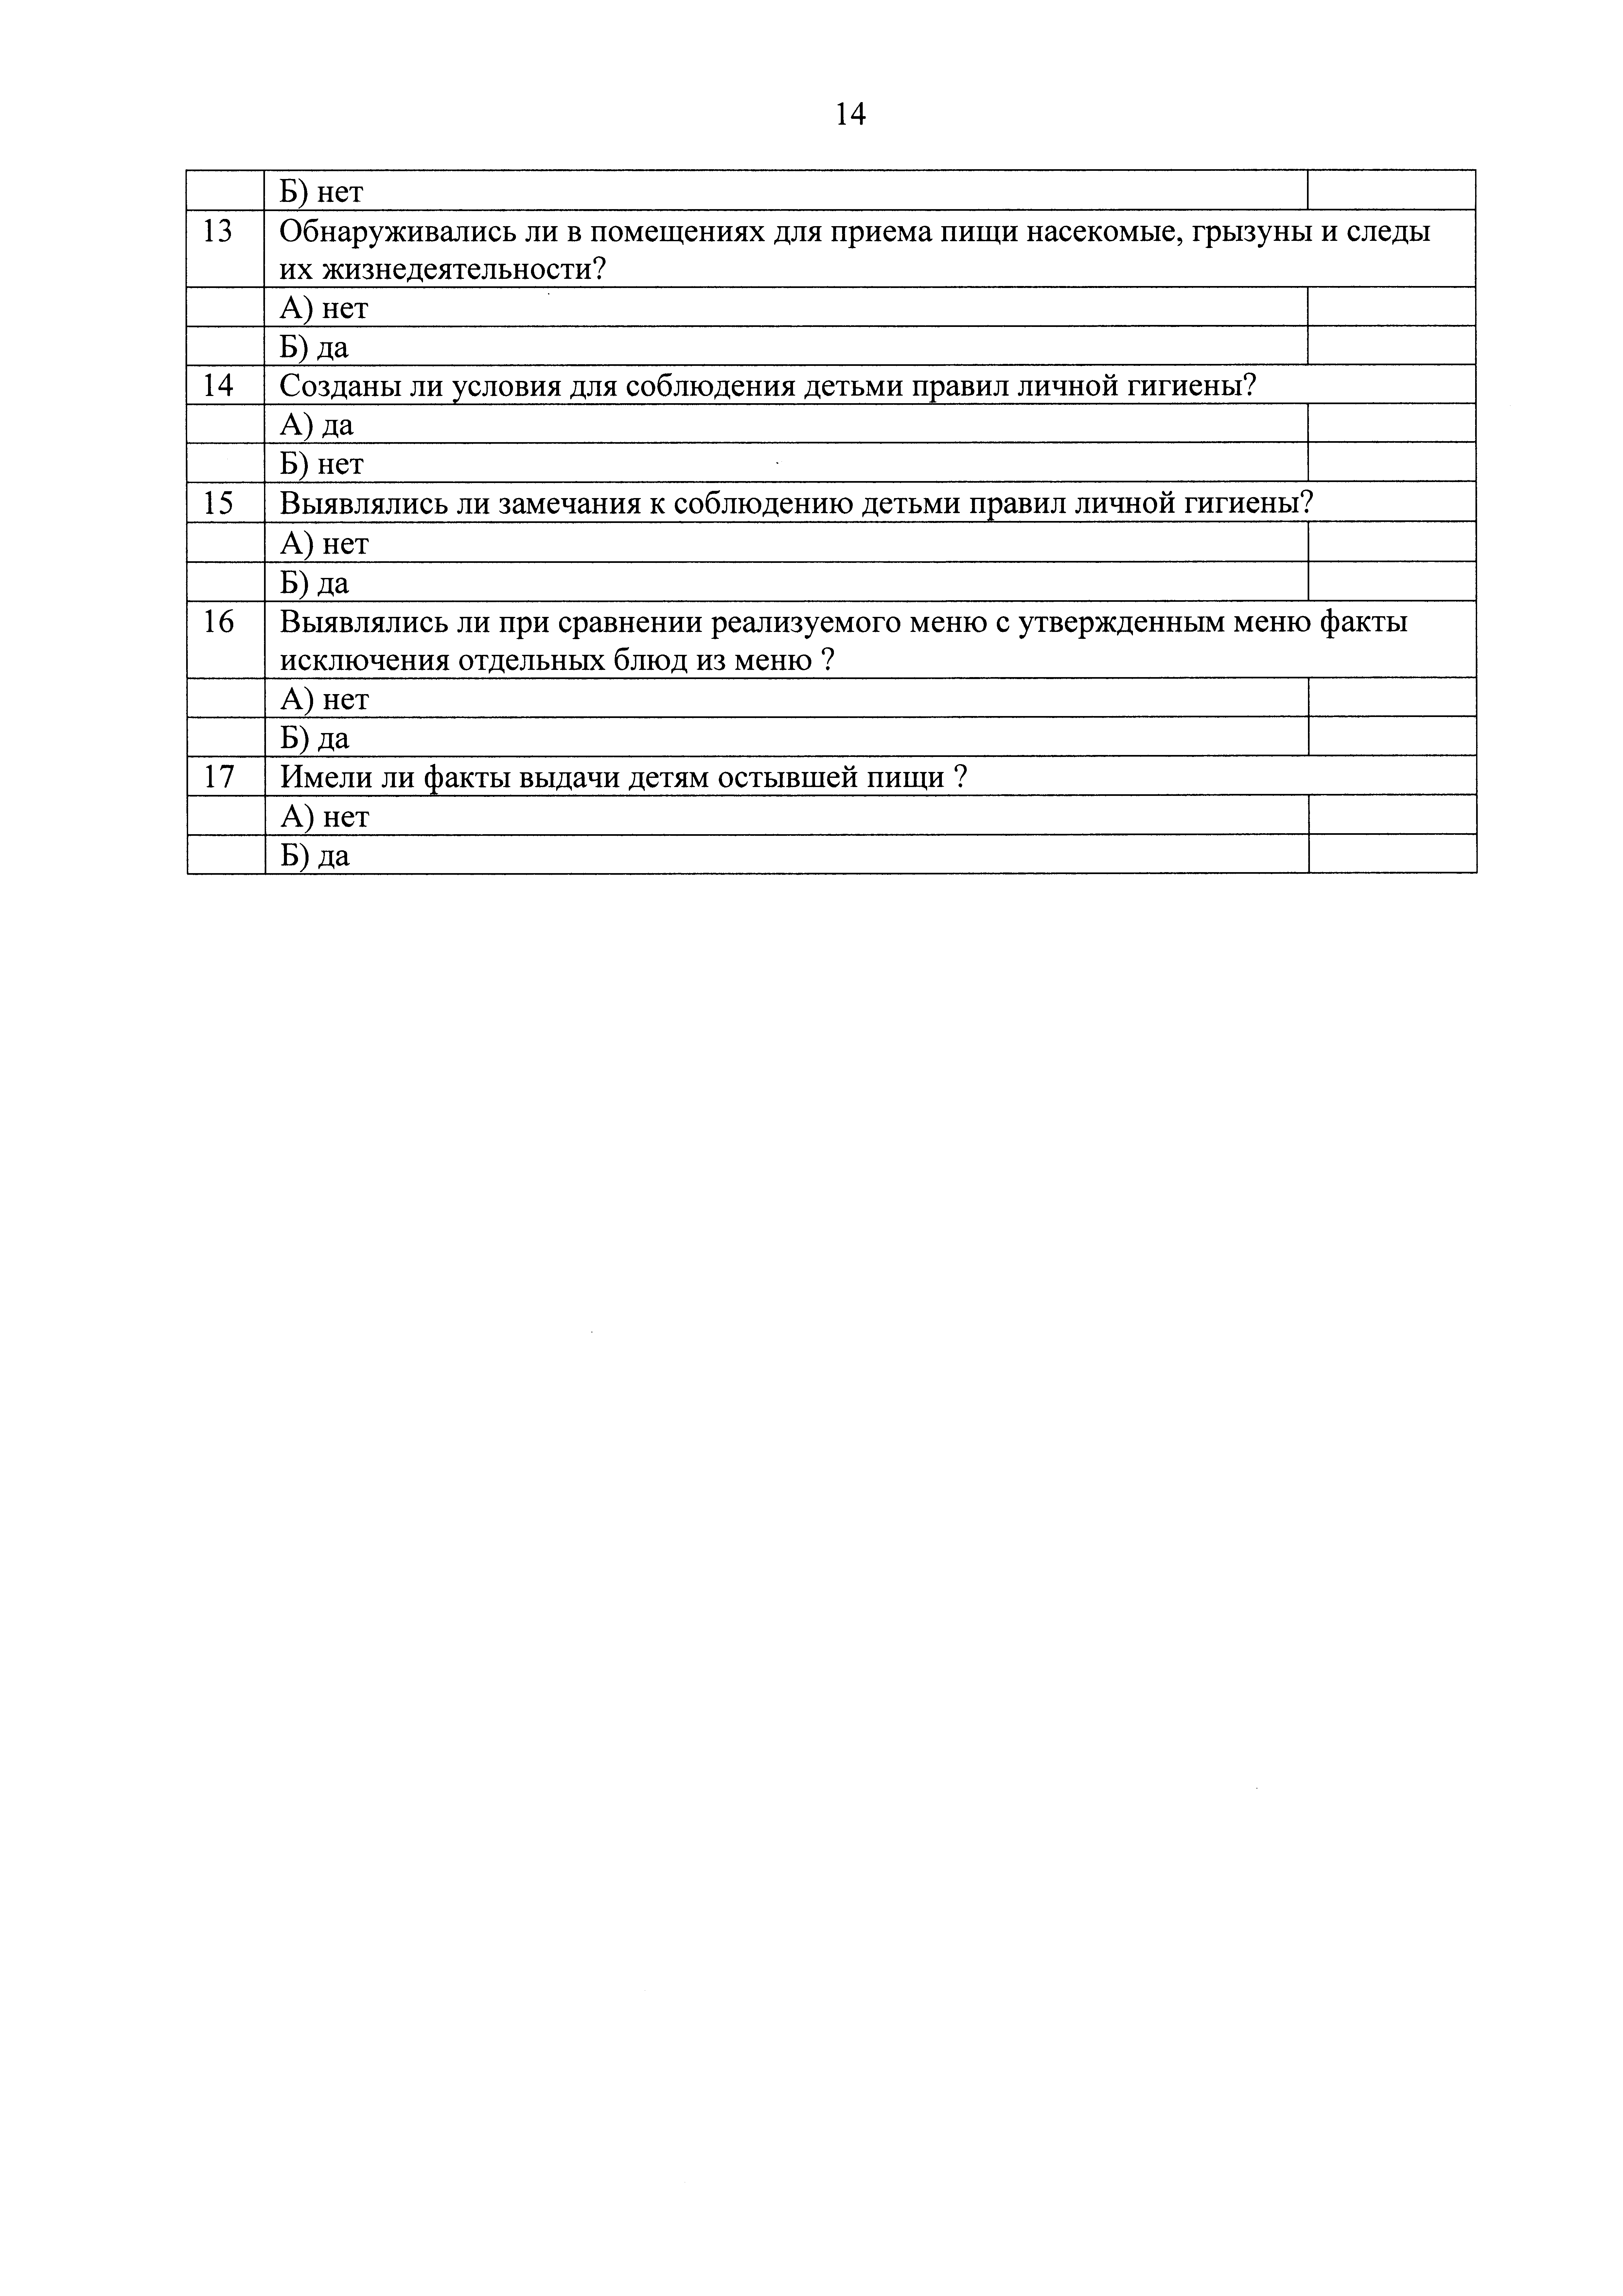 14
Б) нет
13 Обнаруживались ли в помещениях для приема пищи насекомые, грызуны и следы
их жизнедеятельности?
А) нет
Б) да
14 Созданы ли условия для соблюдения детьми правил личной гигиены?
А) да
Б) нет
15 Выявлялись ли замечания к соблюдению детьми правил личной гигиены?
А) нет
Б) да
16 Выявлялись ли при сравнении реализуемого меню с утвержденным меню факты
исключения отдельных блюд из меню ?
А) нет
Б) да
17 Имели ли факты выдачи детям остывшей пищи ?
А) нет
Б) да